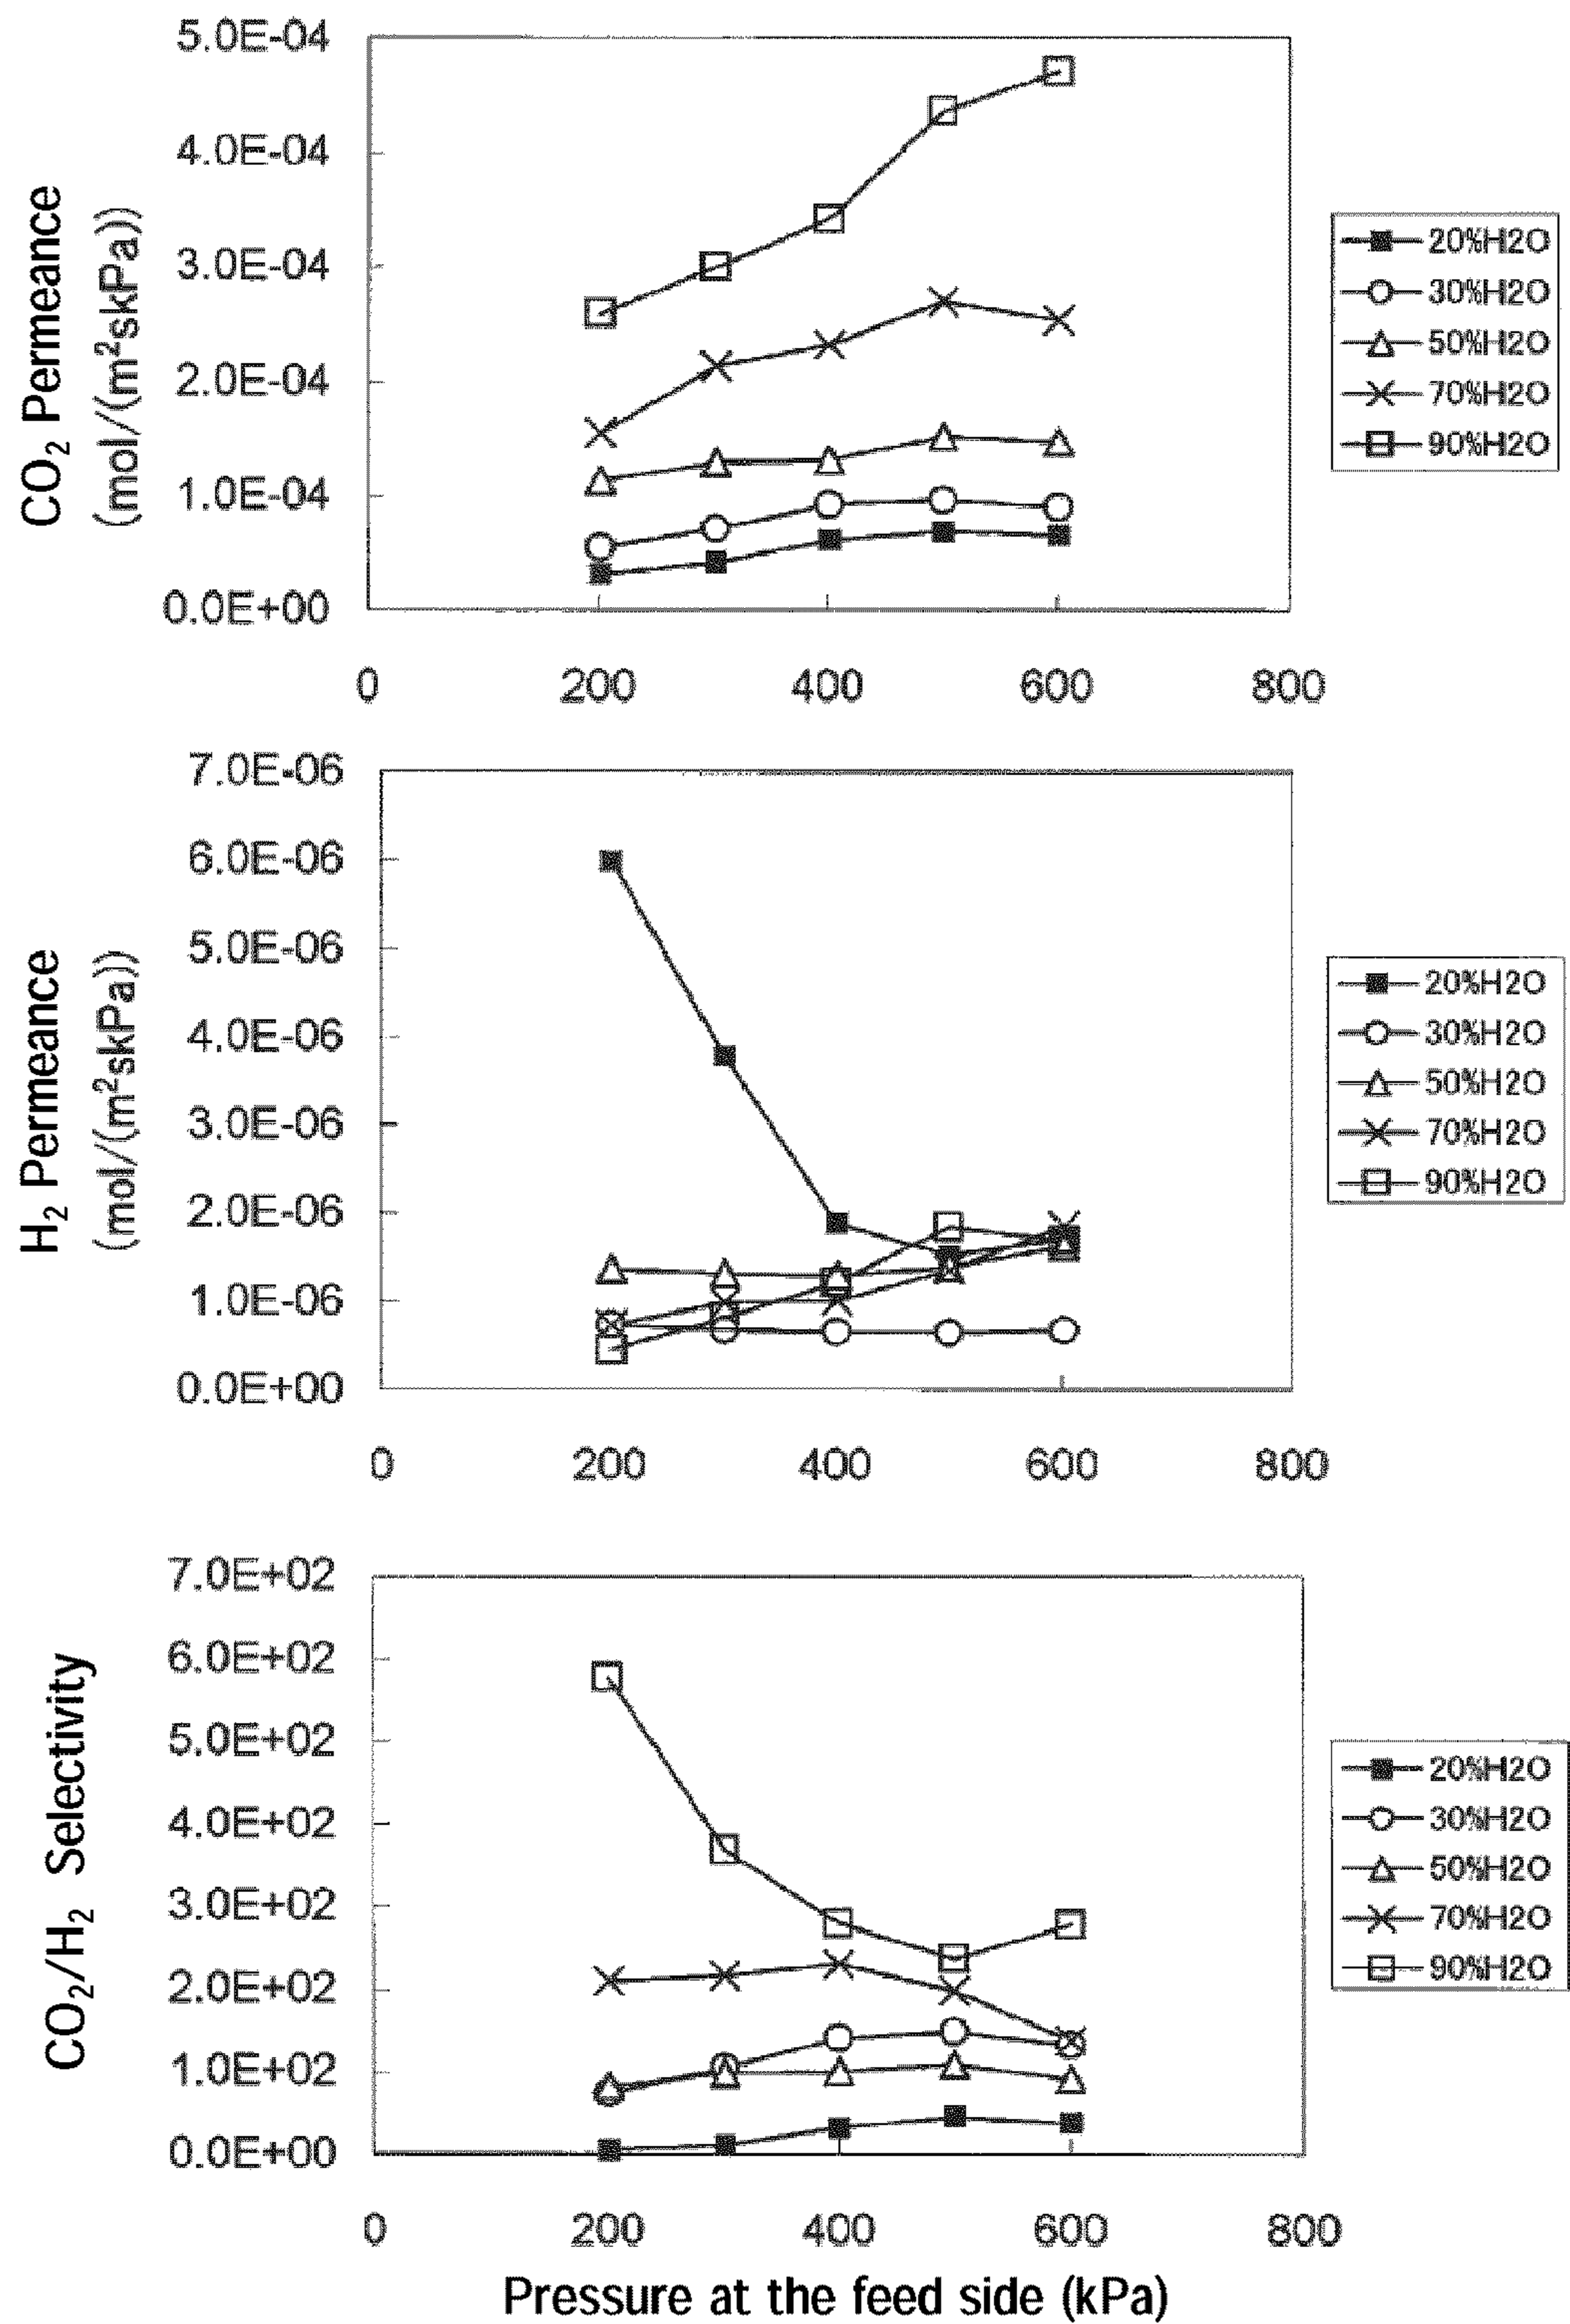 5.0E-04
4.0E-04
3.0E-04
2.0E-04
1.0E-04
0.0E+00
CO₂ Permeance
(mol/(m²skPa))
0 200 400 600 800
20%H2O
30%H2O
50%H2O
70%H2O
90%H2O
7.0E-06
6.0E-06
5.0E-06
4.0E-06
3.0E-06
2.0E-06
1.0E-06
0.0E+00
H₂ Permeance
(mol/(m²skPa))
0 200 400 600 800
20%H2O
30%H2O
50%H2O
70%H2O
90%H2O
7.0E+02
6.0E+02
5.0E+02
4.0E+02
3.0E+02
2.0E+02
1.0E+02
0.0E+00
CO₂/H₂ Selectivity
0 200 400 600 800
20%H2O
30%H2O
50%H2O
70%H2O
90%H2O
Pressure at the feed side (kPa)